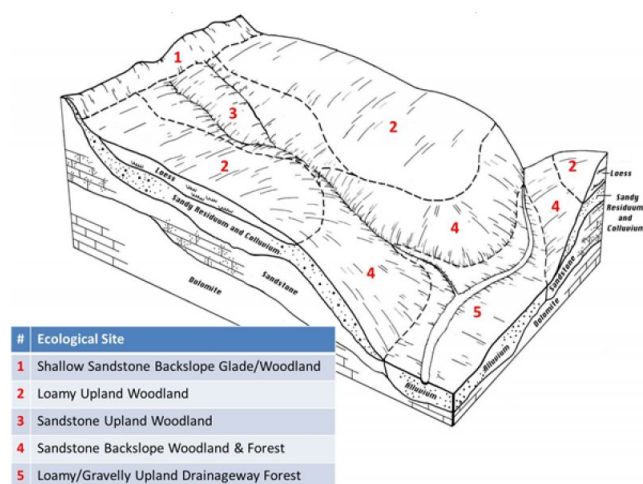 1
2
3
2
2
4
4
4
5
Loess
Sandy Residuum and Colluvium
Sandstone
Dolomite
Loess
Sandy
Residuum
and
Colluvium
Sandstone
Dolomite
Alluvium
Alluvium
# Ecological Site
1 Shallow Sandstone Backslope Glade/Woodland
2 Loamy Upland Woodland
3 Sandstone Upland Woodland
4 Sandstone Backslope Woodland & Forest
5 Loamy/Gravelly Upland Drainageway Forest